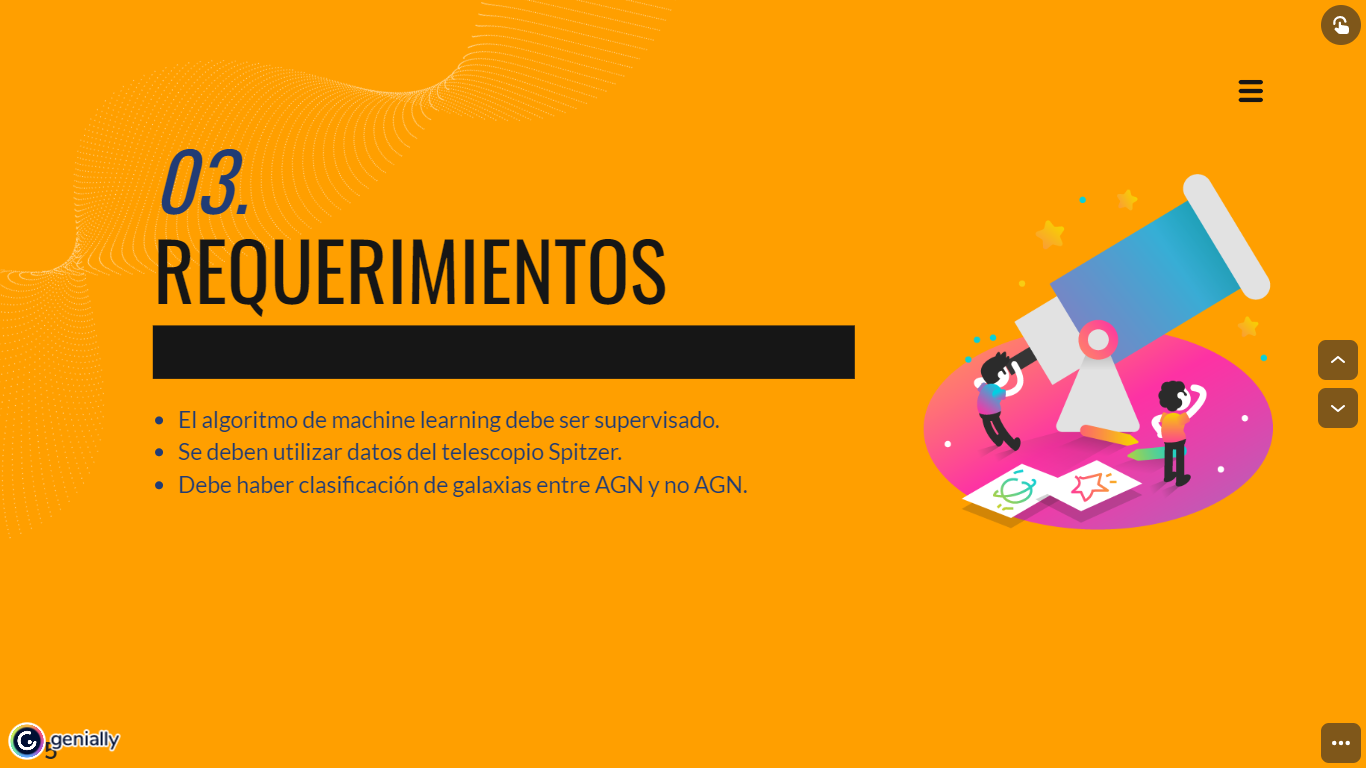 03.
REQUERIMIENTOS
• El algoritmo de machine learning debe ser supervisado.
• Se deben utilizar datos del telescopio Spitzer.
• Debe haber clasificación de galaxias entre AGN y no AGN.
genially
5